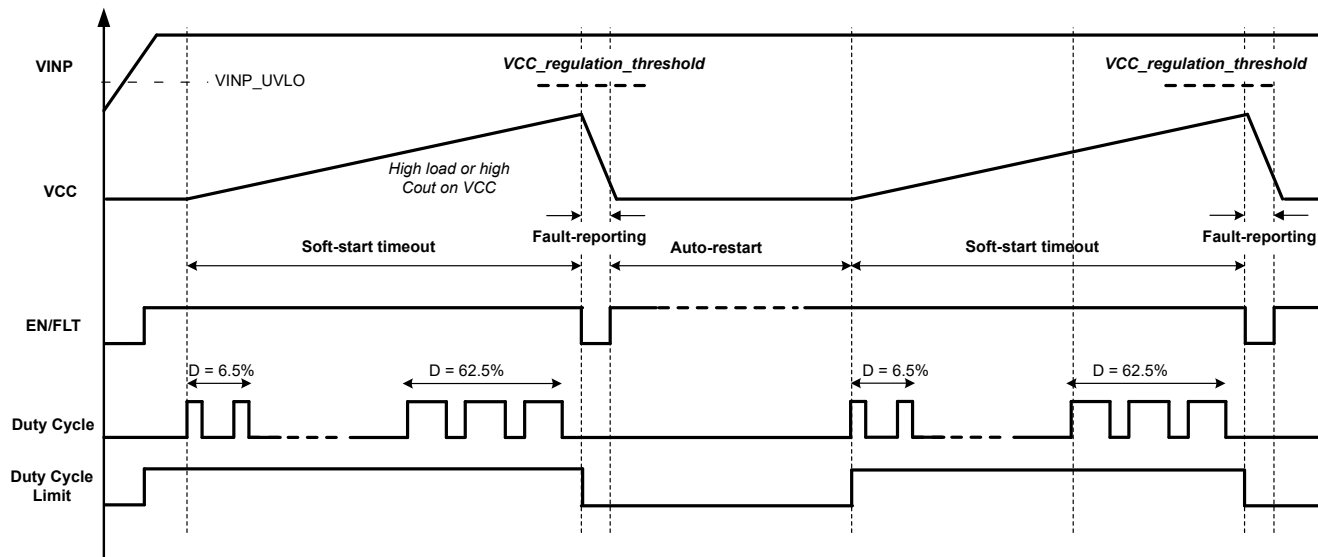 VINP
VINP_UVLO
VCC_regulation_threshold
VCC_regulation_threshold
High load or high
Cout on VCC
VCC
Fault-reporting
Fault-reporting
Soft-start timeout
Auto-restart
Soft-start timeout
EN/FLT
D = 6.5%
D = 62.5%
D = 6.5%
D = 62.5%
Duty Cycle
Duty Cycle
Limit